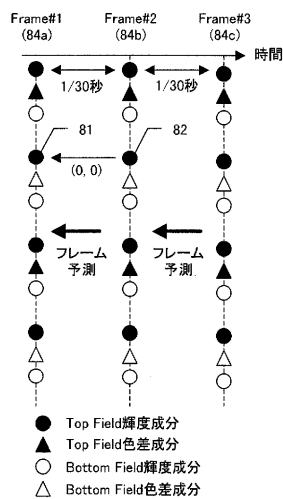 Frame#1 Frame#2 Frame#3
(84a) (84b) (84c)
時間
1/30秒 1/30秒
81 82
(0, 0)
フレーム フレーム
予測 予測
Top Field輝度成分
Top Field色差成分
Bottom Field輝度成分
Bottom Field色差成分